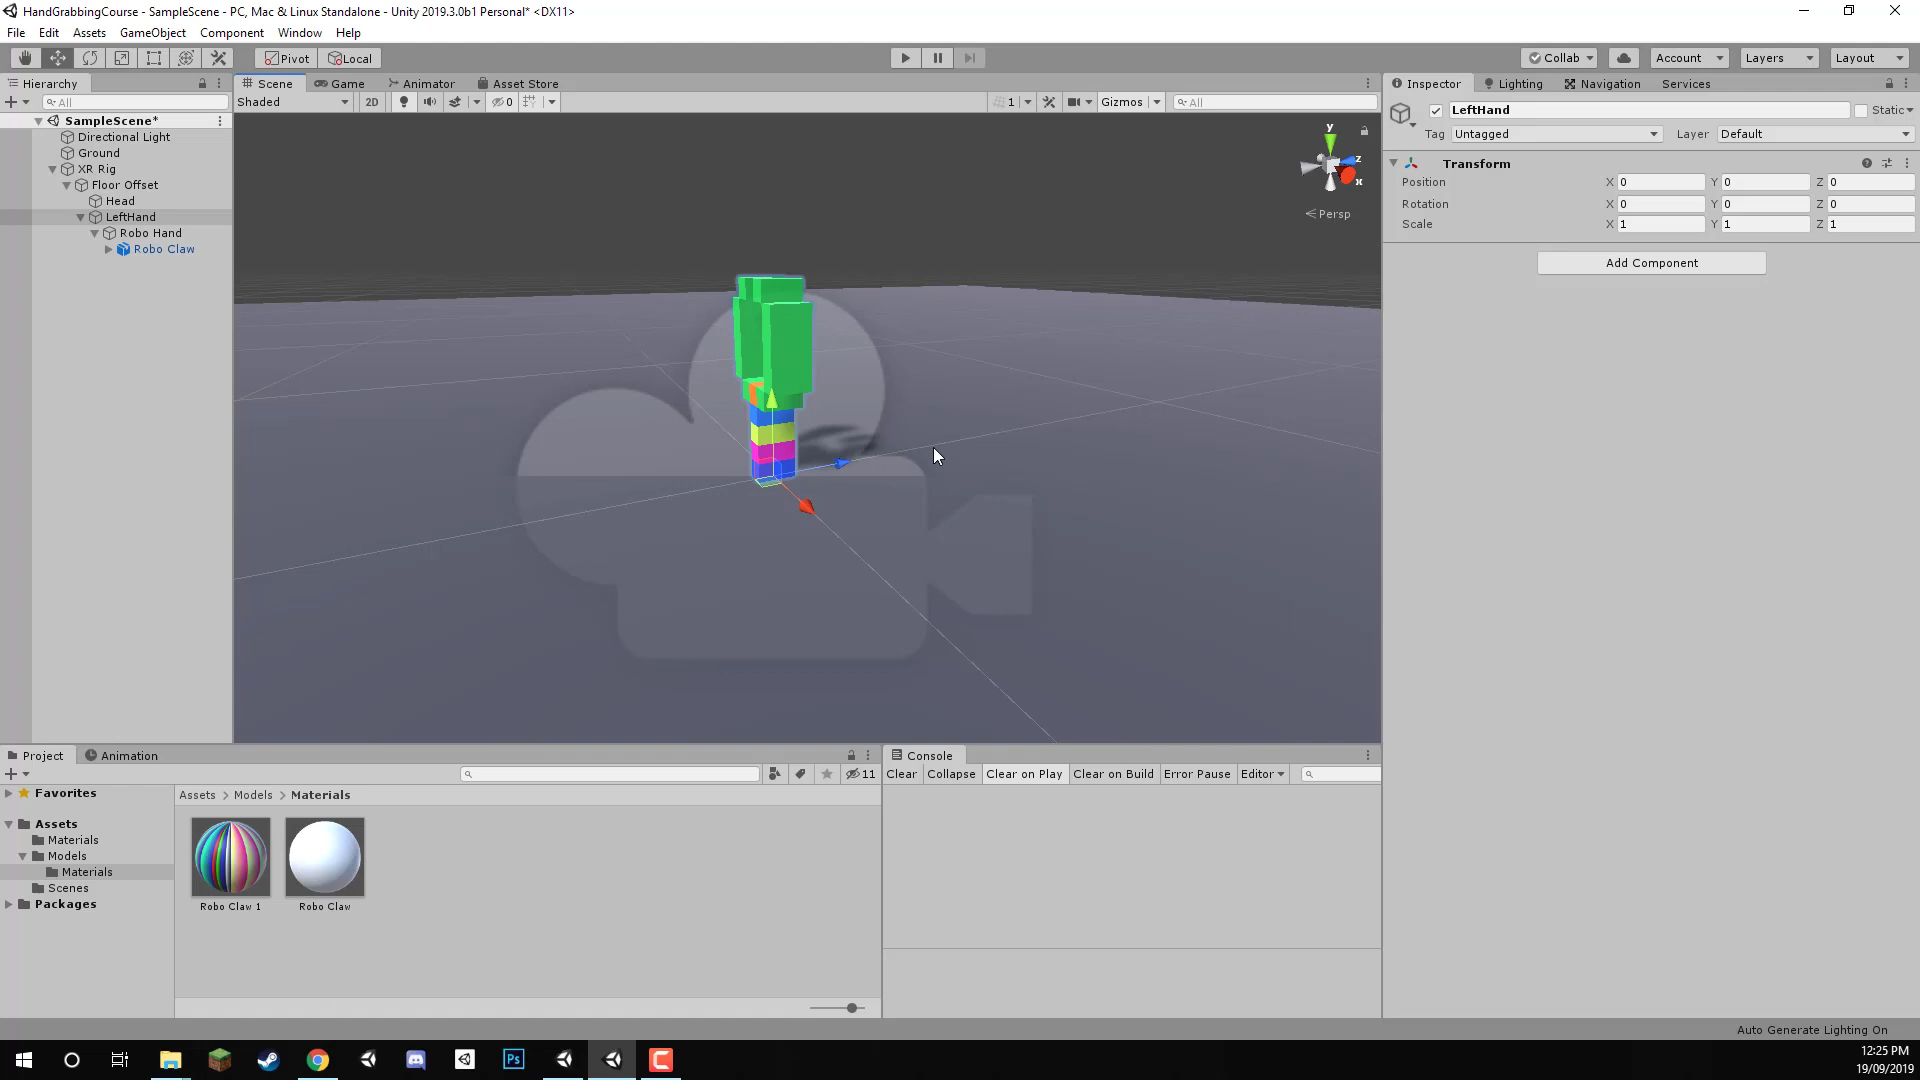 HandGrabbingCourse - SampleScene - PC, Mac & Linux Standalone - Unity 2019.3.0b1 Personal* <DX11>
File Edit Assets GameObject Component Window Help
Pivot Local Collab Account Layers Layout
Hierarchy Scene Game Animator Asset Store Inspector Lighting Navigation Services
All Shaded 2D 0 1 Gizmos All
LeftHand Static
Tag Untagged Layer Default
SampleScene*
Directional Light
Ground
XR Rig
Floor Offset
Head
LeftHand
Robo Hand
Robo Claw
y
z
x
Persp
Transform
Position X 0 Y 0 Z 0
Rotation X 0 Y 0 Z 0
Scale X 1 Y 1 Z 1
Add Component
Project Animation
11
Favorites
Assets
Materials
Models
Materials
Scenes
Packages
Assets > Models > Materials
Robo Claw 1 Robo Claw
Console
Clear Collapse Clear on Play Clear on Build Error Pause Editor
Auto Generate Lighting On
Ps
12:25 PM
19/09/2019